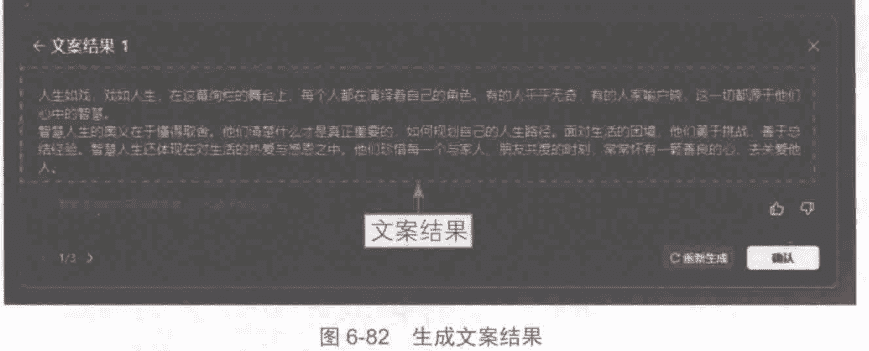 ← 文案结果 1 ×
人生如戏，戏如人生，在这幕绚烂的舞台上，每个人都在演绎着自己的角色。有的人平平无奇，有的人家喻户晓，这一切都源于他们
心中的智慧。
智慧人生的奥义在于懂得取舍。他们清楚什么才是真正重要的，如何规划自己的人生路径。面对生活的困境，他们勇于挑战，善于总
结经验。智慧人生还体现在对生活的热爱与感恩之中。他们珍惜每一个与家人、朋友共度的时刻，常常怀有一颗善良的心，去关爱他
人。
文案结果
1/3 >
重新生成
确认
图 6-82 生成文案结果